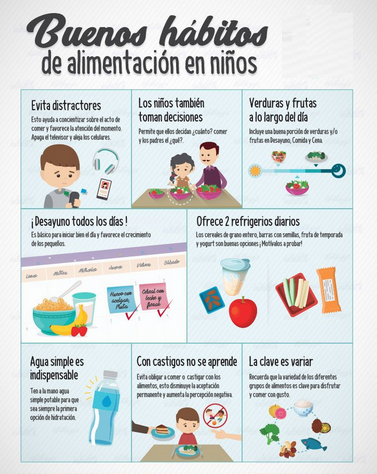 Buenos hábitos
de alimentación en niños
Evita distractores
Esto ayuda a concientizar sobre el acto de
comer y favorece la atención del momento.
Apaga el televisor y aleja los celulares.
Los niños también
toman decisiones
Permite que ellos decidan ¿cuánto? comer
y los padres el ¿qué?.
Verduras y frutas
a lo largo del día
Incluye una buena porción de verduras y/o
frutas en Desayuno, Comida y Cena.
¡Desayuno todos los días!
Es básico para iniciar bien el día y favorece el crecimiento
de los pequeños.
Lunes Martes Miércoles Jueves Viernes Sábado
Cereal con
leche y
fresca
Ofrece 2 refrigerios diarios
Los cereales de grano entero, barras con semillas, fruta de temporada
y yogurt son buenas opciones ¡Motívalos a probar!
Agua simple es
indispensable
Ten a la mano agua
simple potable para que
sea siempre la primera
opción de hidratación.
Con castigos no se aprende
Evita obligar a comer o castigar con los
alimentos, esto disminuye la aceptación
permanente y aumenta la percepción negativa.
La clave es variar
Recuerda que la variedad de los diferentes
grupos de alimentos es clave para disfrutar
y comer con gusto.